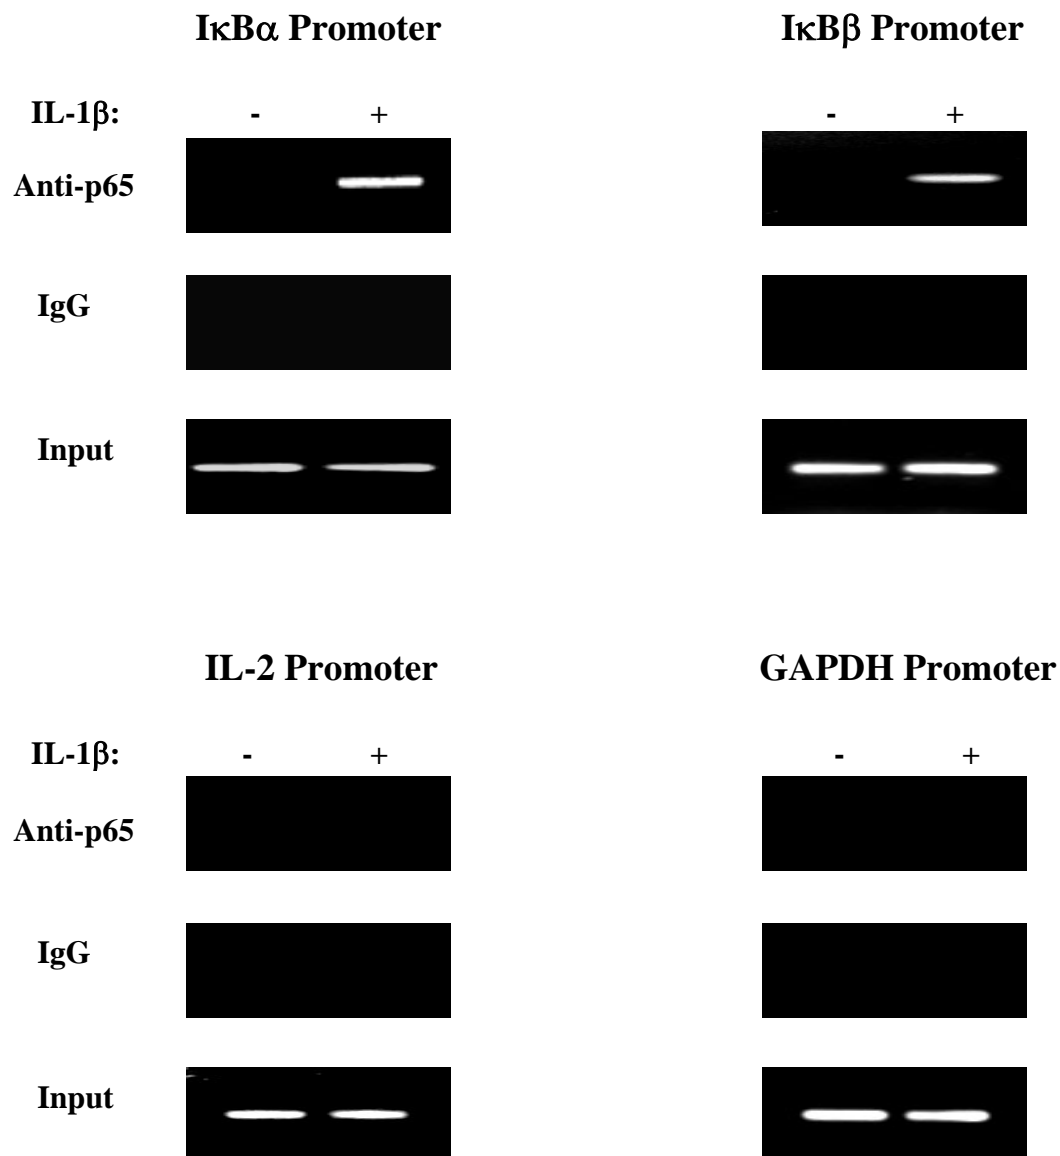 IκBα Promoter
IL-1β: - +
Anti-p65
IgG
Input
IκBβ Promoter
- +
IL-2 Promoter
IL-1β: - +
Anti-p65
IgG
Input
GAPDH Promoter
- +